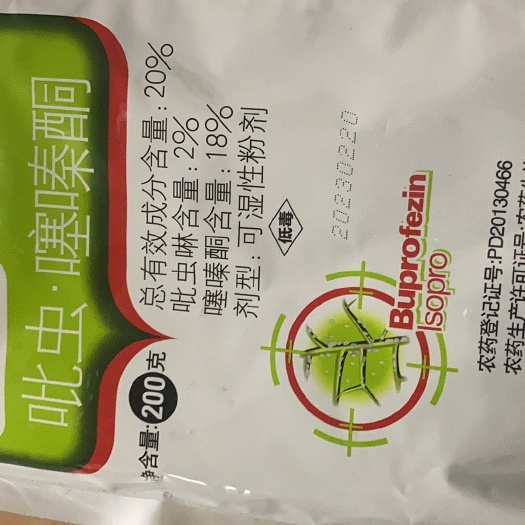 吡虫·噻嗪酮
总有效成分含量：20%
吡虫啉含量：2%
噻嗪酮含量：18%
剂型：可湿性粉剂
低毒
净含量:200克
20230220
Buprofezin
Isopro
农药登记证号:PD20130466
农药生产许可证号:农药